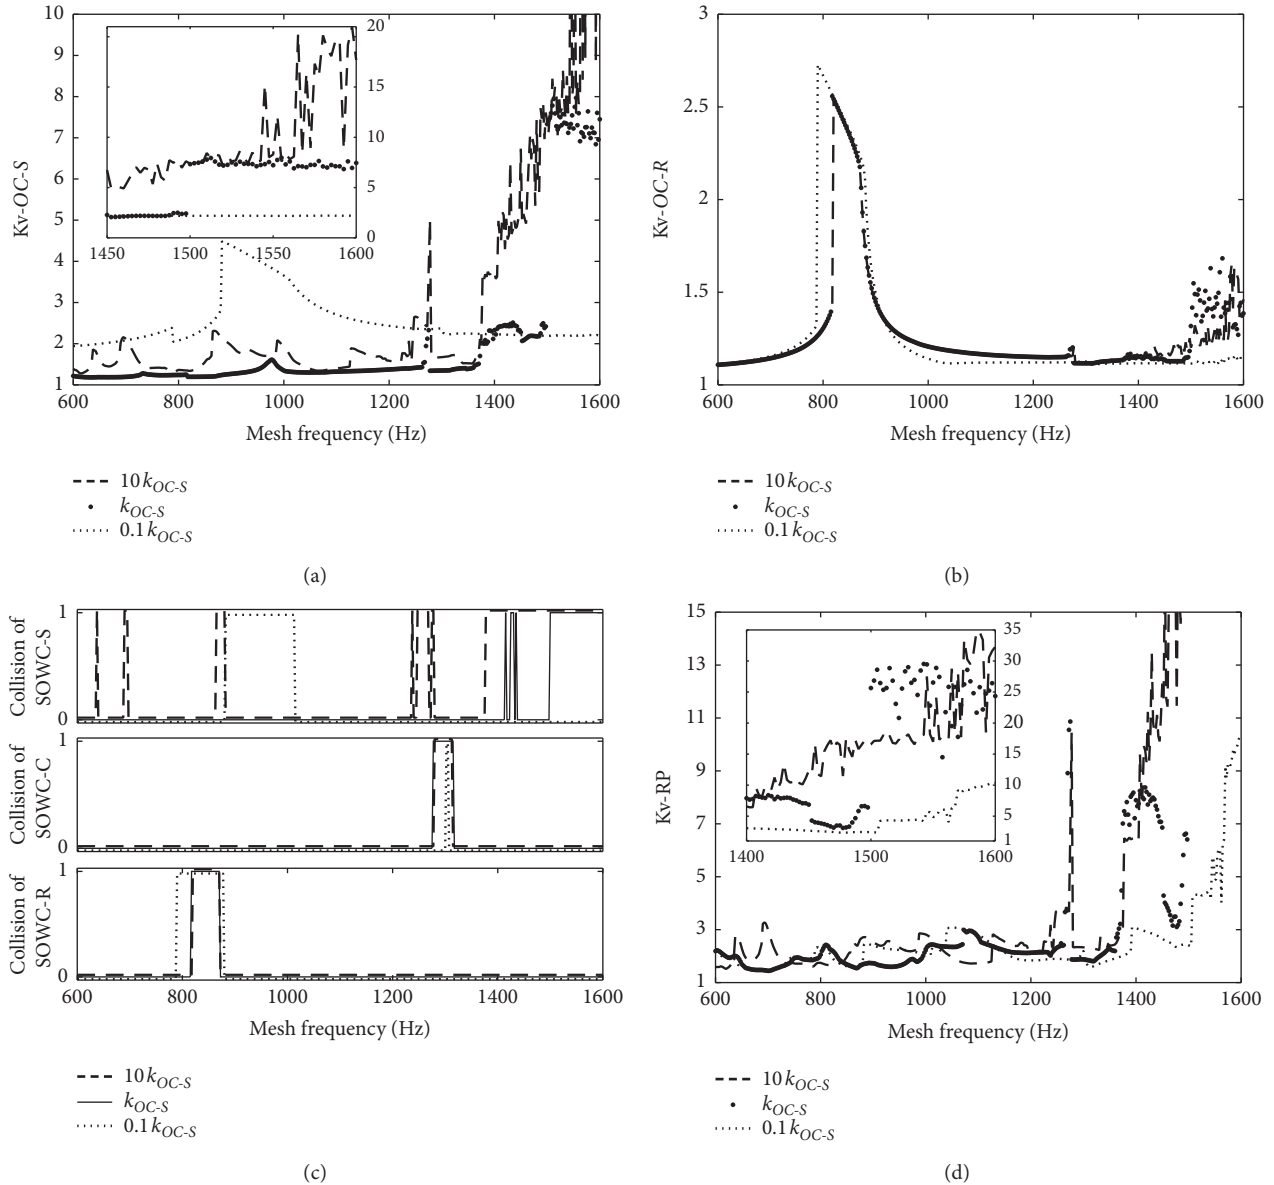 10
9
8
7
6
5
4
3
2
1
Kv-OC-S
20
15
10
5
0
1450 1500 1550 1600
600 800 1000 1200 1400 1600
Mesh frequency (Hz)
10k_OC-S
k_OC-S
0.1k_OC-S
(a)
3
2.5
2
1.5
1
Kv-OC-R
600 800 1000 1200 1400 1600
Mesh frequency (Hz)
10k_OC-S
k_OC-S
0.1k_OC-S
(b)
Collision of
SOWC-S
1
0
Collision of
SOWC-C
1
0
Collision of
SOWC-R
1
0
600 800 1000 1200 1400 1600
Mesh frequency (Hz)
10k_OC-S
k_OC-S
0.1k_OC-S
(c)
15
13
11
9
7
5
3
1
Kv-RP
35
30
25
20
15
10
5
1
1400 1500 1600
600 800 1000 1200 1400 1600
Mesh frequency (Hz)
10k_OC-S
k_OC-S
0.1k_OC-S
(d)